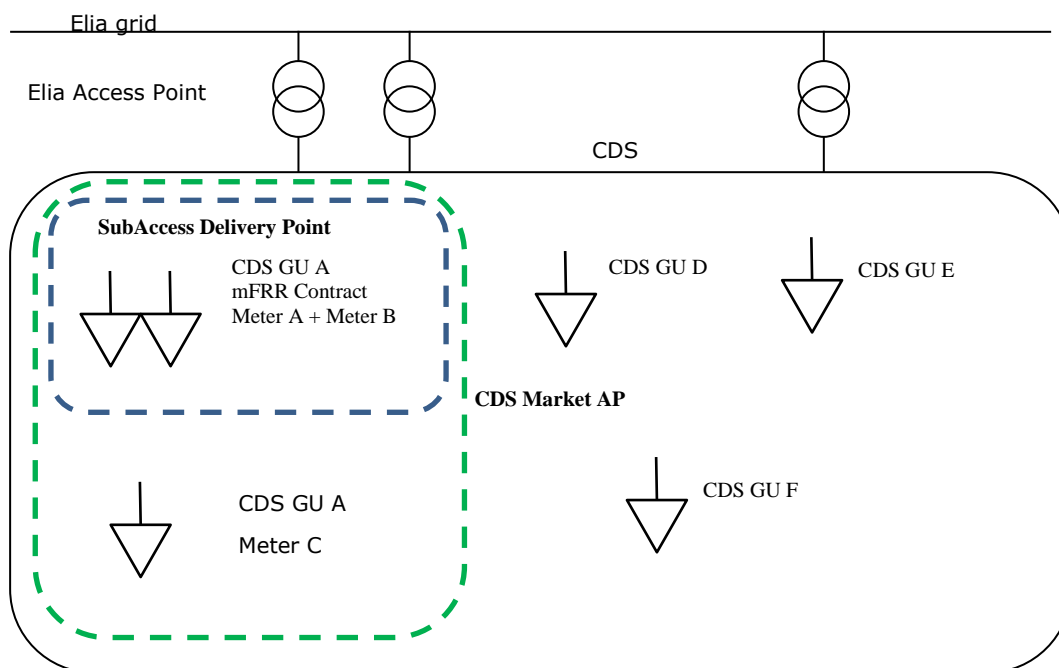 Elia grid
Elia Access Point
CDS
SubAccess Delivery Point
CDS GU A
mFRR Contract
Meter A + Meter B
CDS GU D
CDS GU E
CDS Market AP
CDS GU A
Meter C
CDS GU F